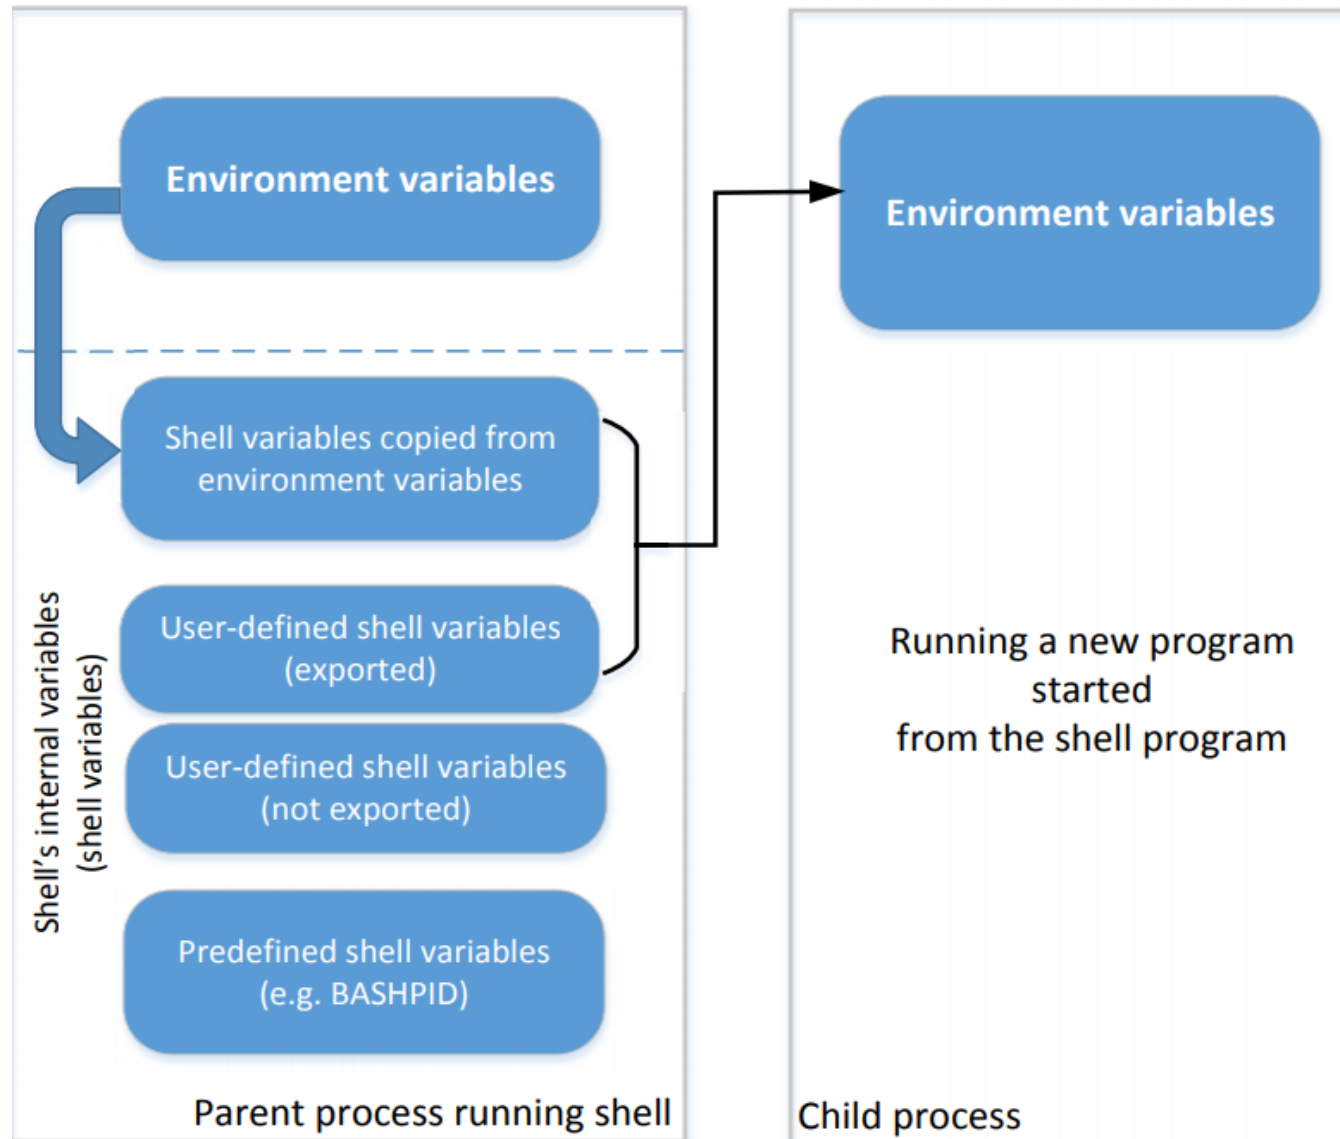 Environment variables
Shell variables copied from
environment variables
User-defined shell variables
(exported)
User-defined shell variables
(not exported)
Predefined shell variables
(e.g. BASHPID)
Shell’s internal variables
(shell variables)
Parent process running shell
Environment variables
Running a new program
started
from the shell program
Child process